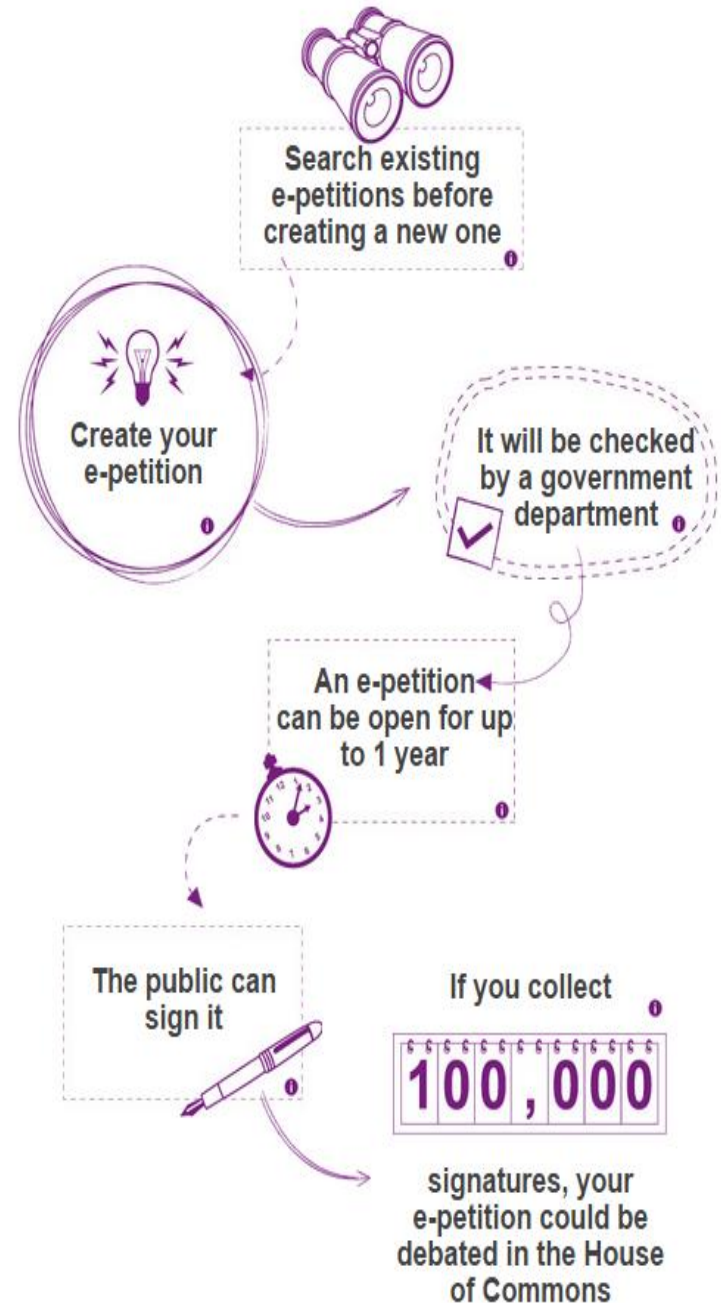 Search existing
e-petitions before
creating a new one
Create your
e-petition
It will be checked
by a government
department
An e-petition
can be open for up
to 1 year
The public can
sign it
If you collect
100,000
signatures, your
e-petition could be
debated in the House
of Commons